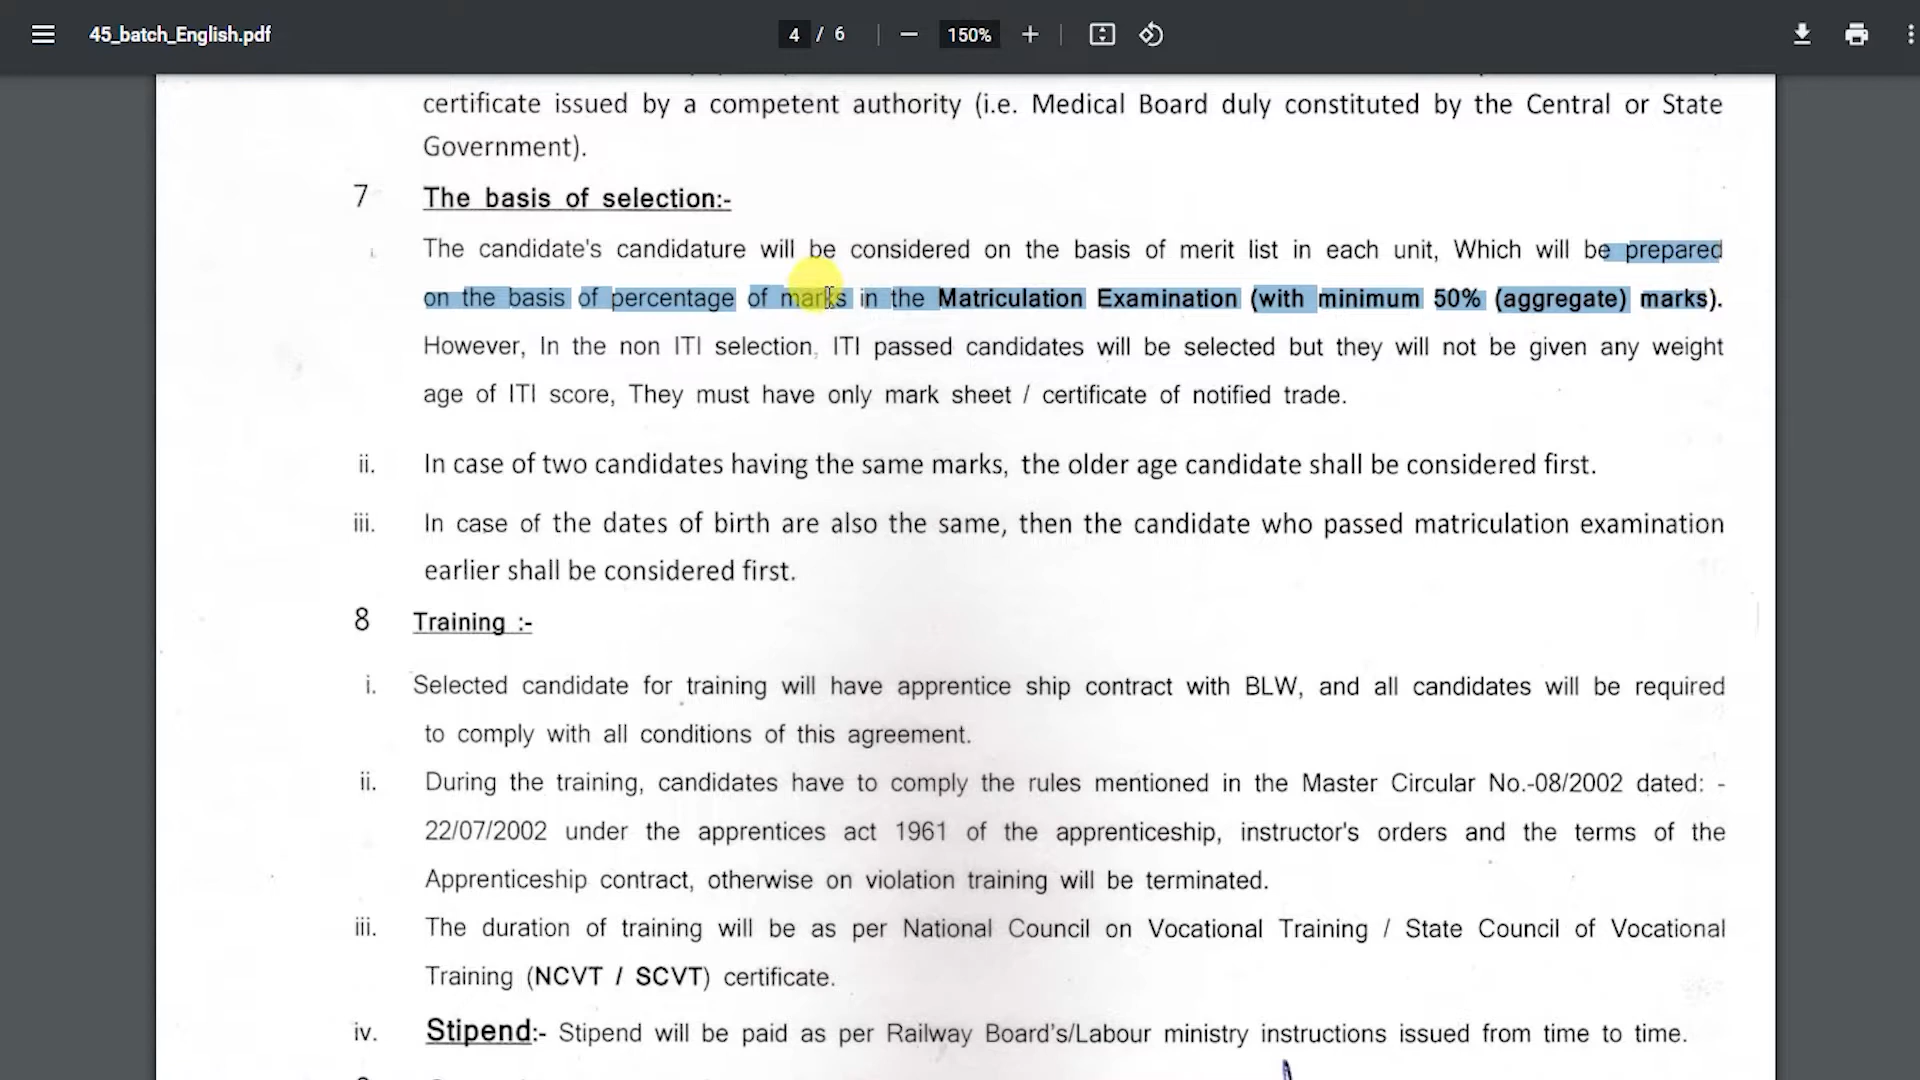 45_batch_English.pdf
4 / 6
150%
certificate issued by a competent authority (i.e. Medical Board duly constituted by the Central or State
Government).
7 The basis of selection:-
i. The candidate's candidature will be considered on the basis of merit list in each unit, Which will be prepared
on the basis of percentage of marks in the Matriculation Examination (with minimum 50% (aggregate) marks).
However, In the non ITI selection, ITI passed candidates will be selected but they will not be given any weight
age of ITI score, They must have only mark sheet / certificate of notified trade.
ii. In case of two candidates having the same marks, the older age candidate shall be considered first.
iii. In case of the dates of birth are also the same, then the candidate who passed matriculation examination
earlier shall be considered first.
8 Training :-
i. Selected candidate for training will have apprentice ship contract with BLW, and all candidates will be required
to comply with all conditions of this agreement.
ii. During the training, candidates have to comply the rules mentioned in the Master Circular No.-08/2002 dated: -
22/07/2002 under the apprentices act 1961 of the apprenticeship, instructor's orders and the terms of the
Apprenticeship contract, otherwise on violation training will be terminated.
iii. The duration of training will be as per National Council on Vocational Training / State Council of Vocational
Training (NCVT / SCVT) certificate.
iv. Stipend:- Stipend will be paid as per Railway Board's/Labour ministry instructions issued from time to time.